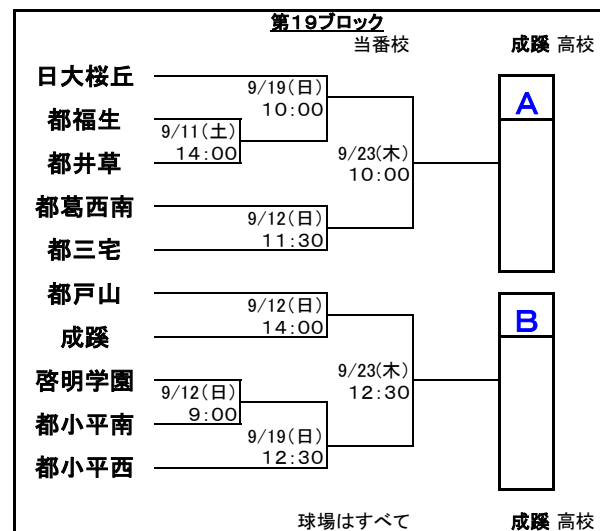 第19ブロック
当番校 成蹊 高校
日大桜丘
9/19(日)
10:00
A
都福生
9/11(土)
14:00
都井草
9/23(木)
10:00
都葛西南
9/12(日)
11:30
都三宅
都戸山
9/12(日)
14:00
B
成蹊
9/23(木)
12:30
啓明学園
9/12(日)
9:00
都小平南
9/19(日)
12:30
都小平西
球場はすべて 成蹊 高校